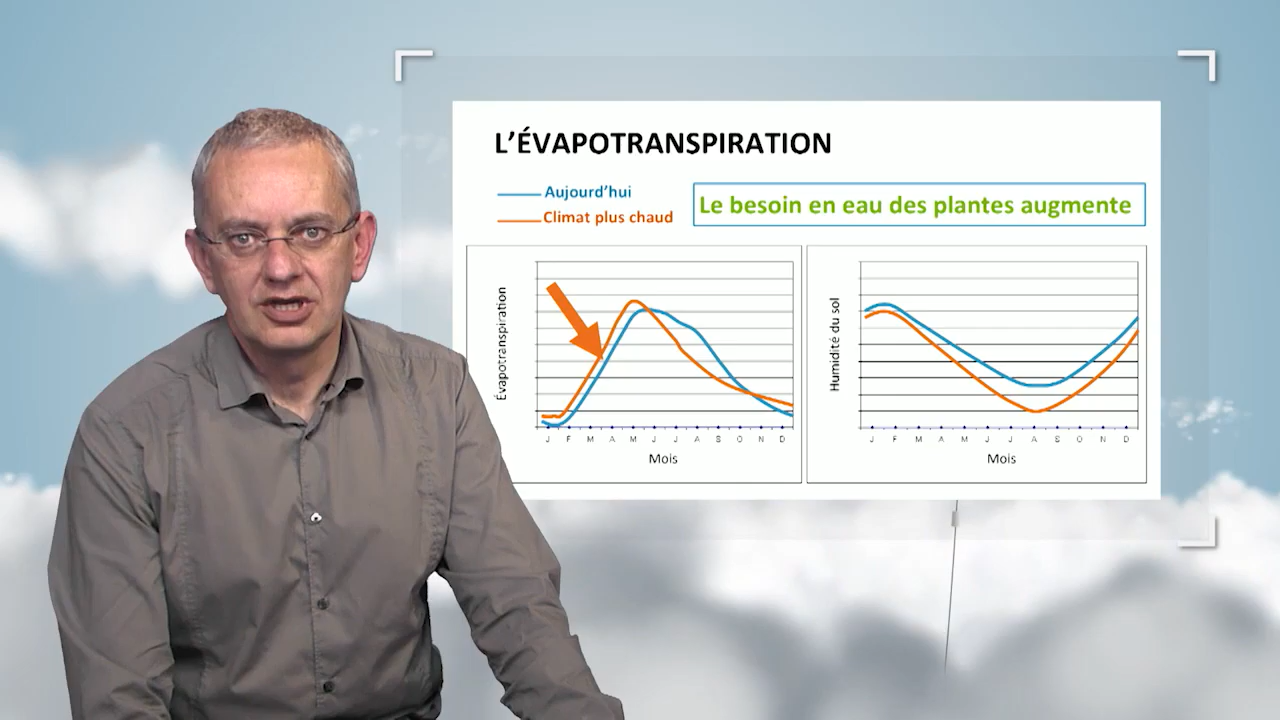 L'ÉVAPOTRANSPIRATION
Aujourd'hui
Climat plus chaud
Le besoin en eau des plantes augmente
Évapotranspiration
J F M A M J J A S O N D
Mois
Humidité du sol
J F M A M J J A S O N D
Mois